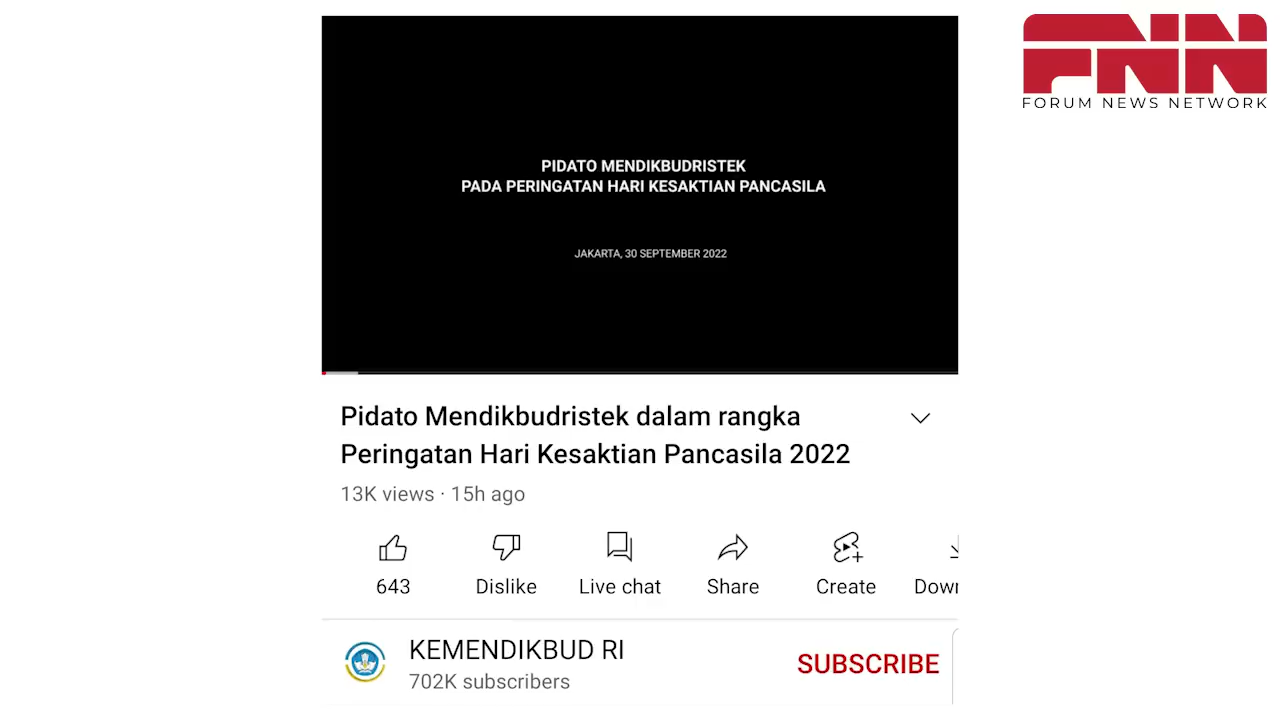 FNN
FORUM NEWS NETWORK
PIDATO MENDIKBUDRISTEK
PADA PERINGATAN HARI KESAKTIAN PANCASILA
JAKARTA, 30 SEPTEMBER 2022
Pidato Mendikbudristek dalam rangka
Peringatan Hari Kesaktian Pancasila 2022
13K views · 15h ago
643 Dislike Live chat Share Create Down
KEMENDIKBUD RI
702K subscribers
SUBSCRIBE